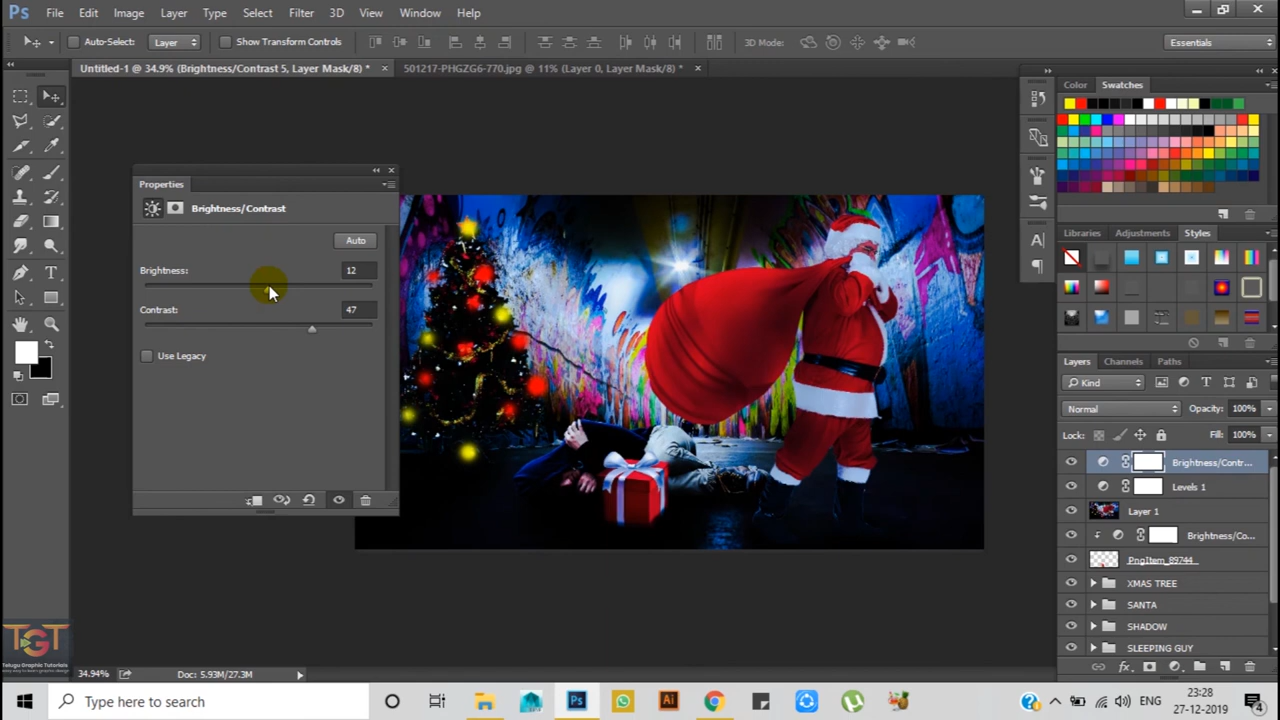 Ps File Edit Image Layer Type Select Filter 3D View Window Help
Auto-Select: Layer Show Transform Controls 3D Mode: Essentials
Untitled-1 @ 34.9% (Brightness/Contrast 5, Layer Mask/8) * × 501217-PHGZG6-770.jpg @ 11% (Layer 0, Layer Mask/8) * ×
Color Swatches
Properties
Brightness/Contrast
Auto
Brightness: 12
Contrast: 47
Use Legacy
Libraries Adjustments Styles
Layers Channels Paths
Kind
Normal Opacity: 100%
Lock: Fill: 100%
Brightness/Contr...
Levels 1
Layer 1
Brightness/Co...
PngItem_89744
XMAS TREE
SANTA
SHADOW
SLEEPING GUY
TGT
Telugu Graphic Tutorials
34.94% Doc: 5.93M/27.3M
Type here to search
Ps Ai ENG 23:28
27-12-2019 4